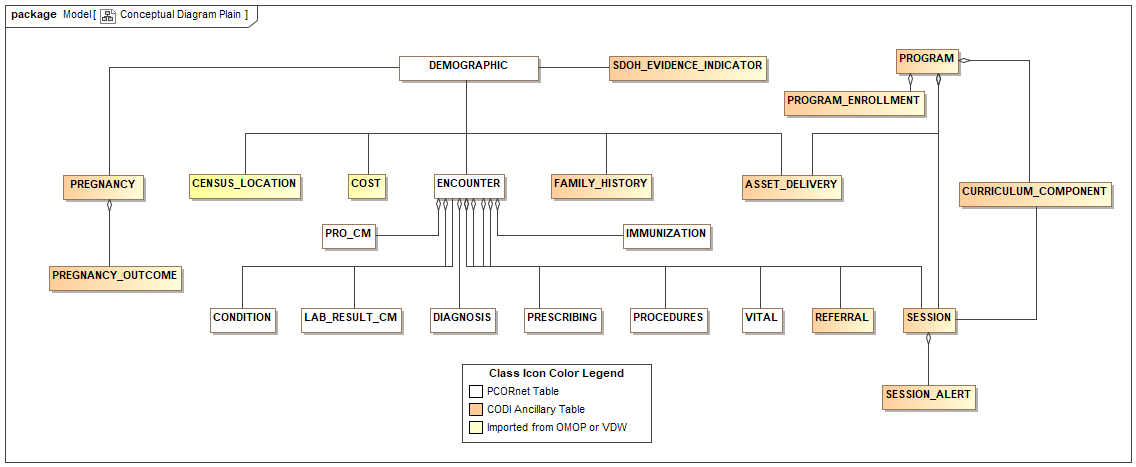 package Model [ Conceptual Diagram Plain ]
DEMOGRAPHIC
SDOH_EVIDENCE_INDICATOR
PROGRAM
PROGRAM_ENROLLMENT
PREGNANCY
CENSUS_LOCATION
COST
ENCOUNTER
FAMILY_HISTORY
ASSET_DELIVERY
CURRICULUM_COMPONENT
PRO_CM
IMMUNIZATION
PREGNANCY_OUTCOME
CONDITION
LAB_RESULT_CM
DIAGNOSIS
PRESCRIBING
PROCEDURES
VITAL
REFERRAL
SESSION
SESSION_ALERT
Class Icon Color Legend
PCORnet Table
CODI Ancillary Table
Imported from OMOP or VDW